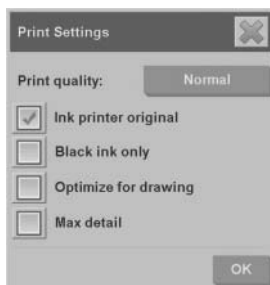 Print Settings
Print quality: Normal
Ink printer original
Black ink only
Optimize for drawing
Max detail
OK